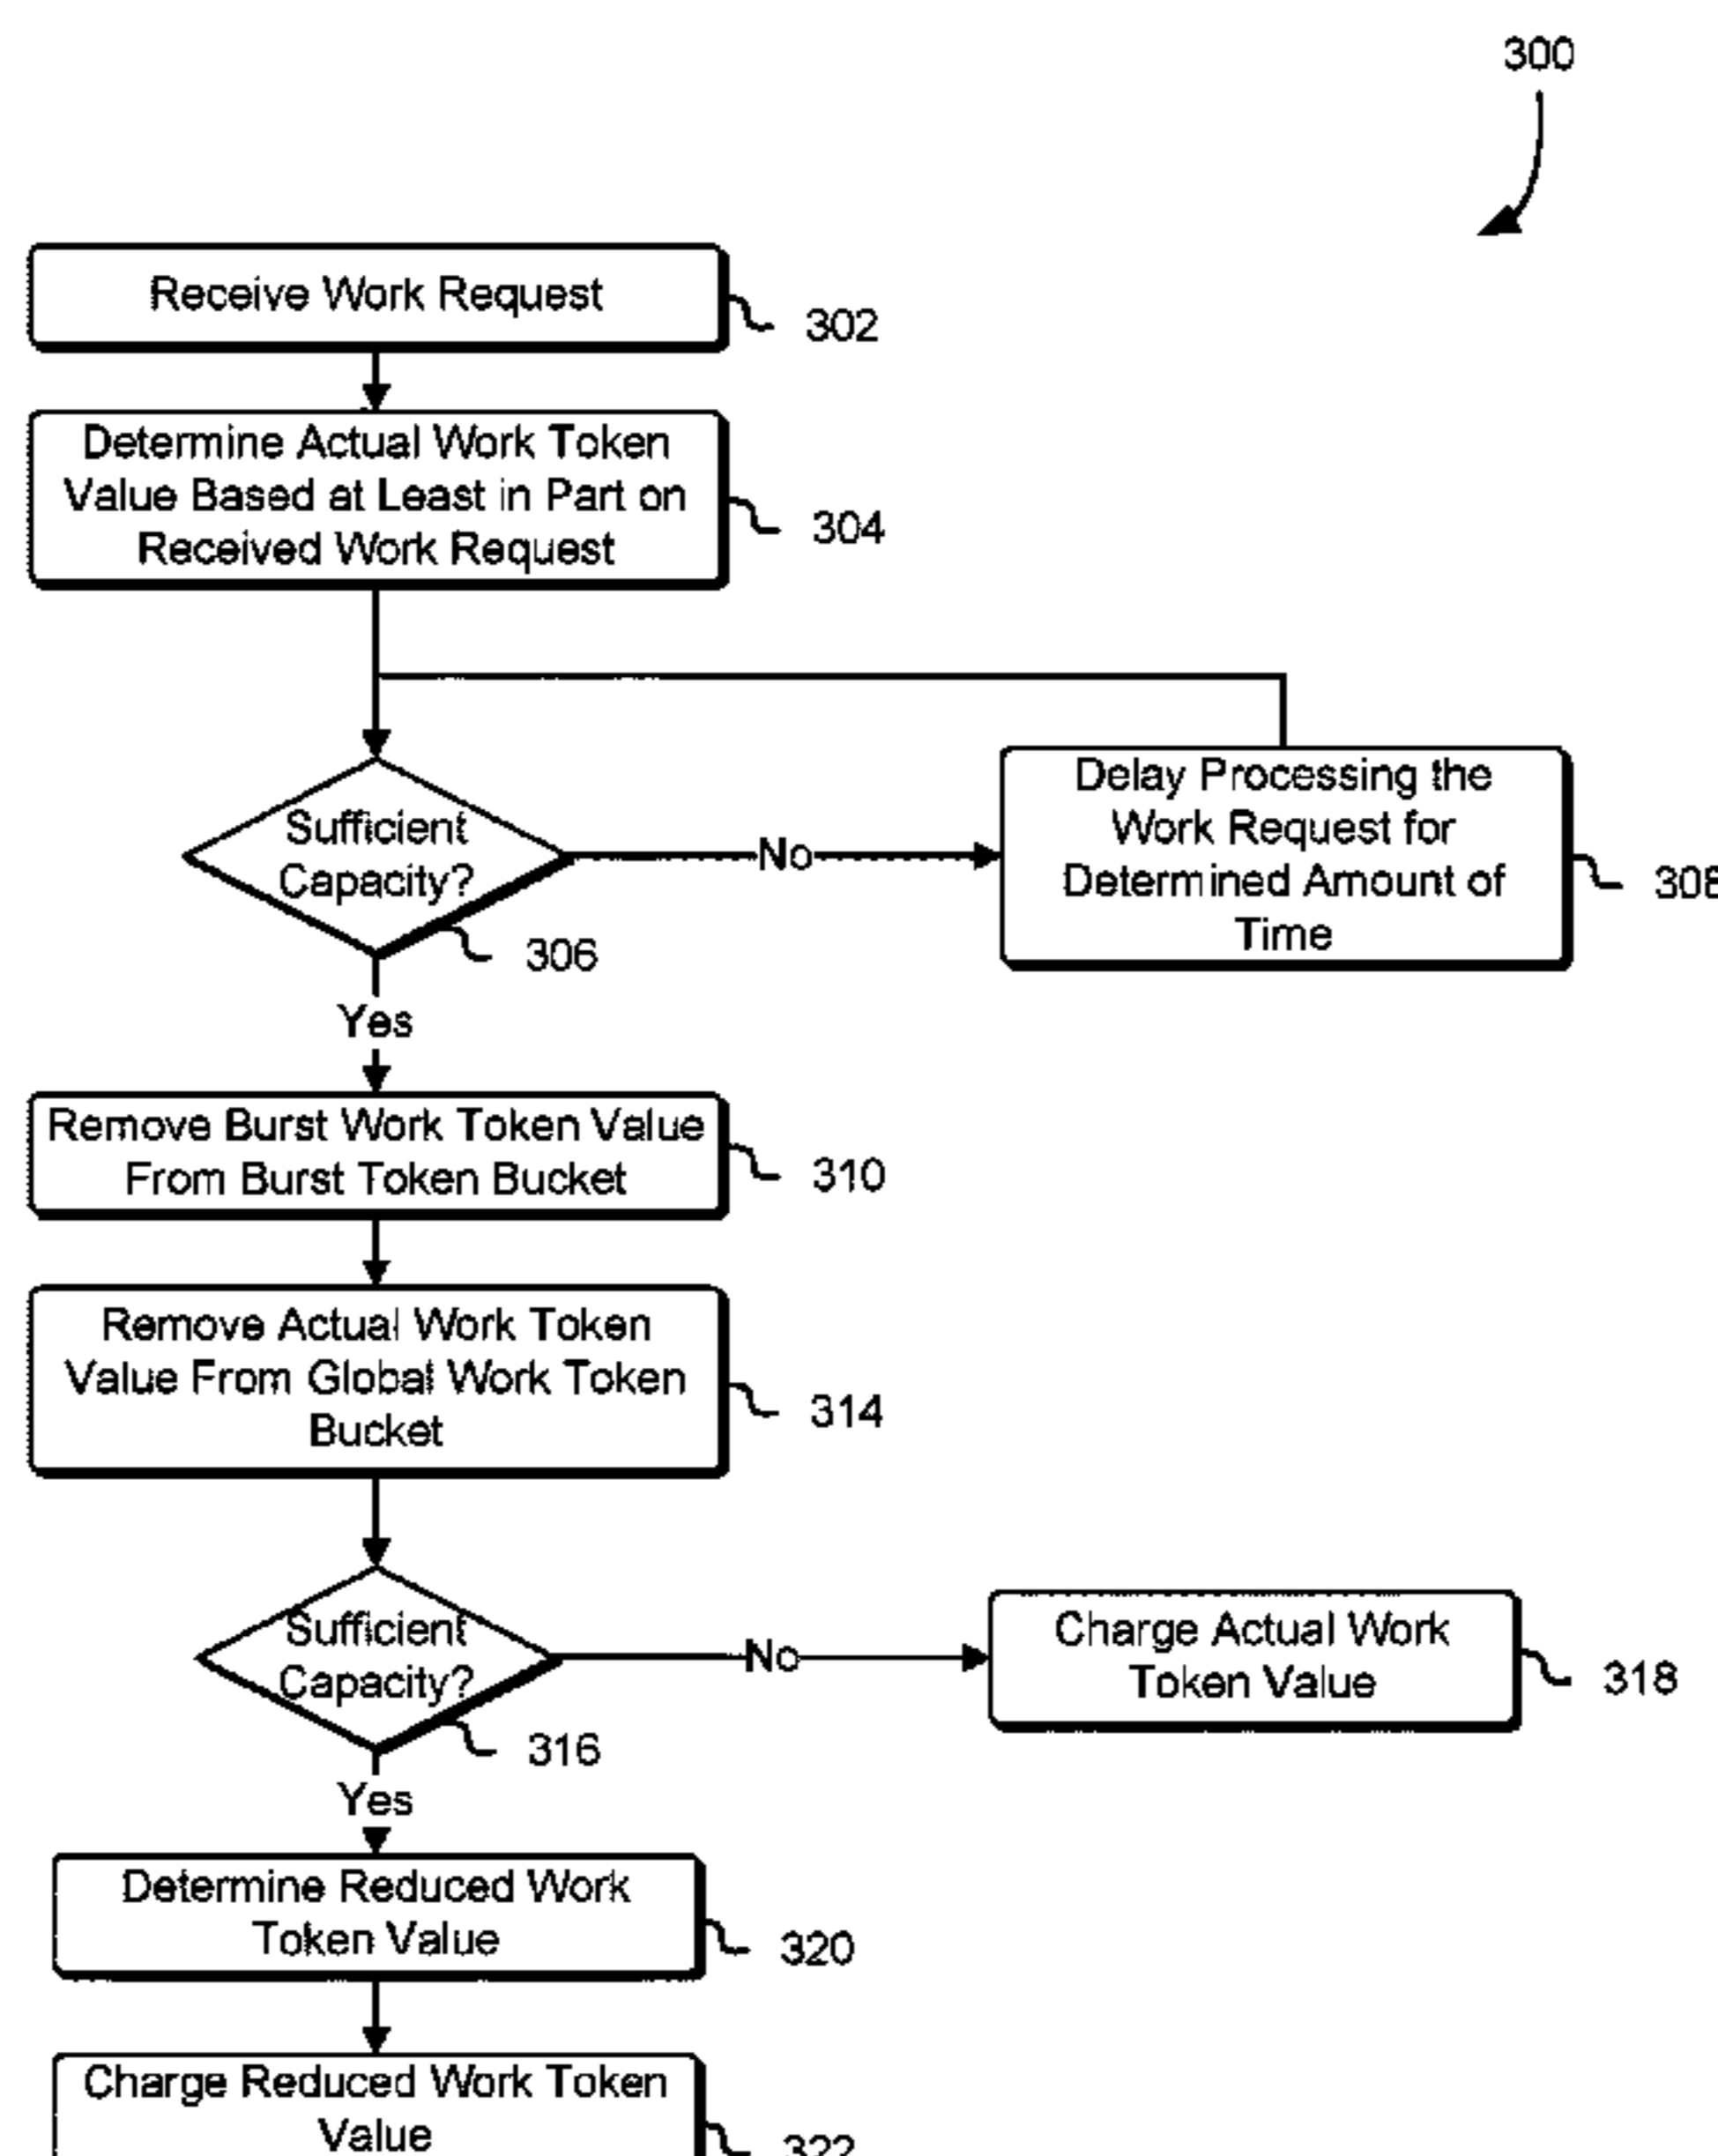 300
Receive Work Request
302
Determine Actual Work Token
Value Based at Least in Part on
Received Work Request
304
Sufficient
Capacity?
306
No
Delay Processing the
Work Request for
Determined Amount of
Time
308
Yes
Remove Burst Work Token Value
From Burst Token Bucket
310
Remove Actual Work Token
Value From Global Work Token
Bucket
314
Sufficient
Capacity?
316
No
Charge Actual Work
Token Value
318
Yes
Determine Reduced Work
Token Value
320
Charge Reduced Work Token
Value
322